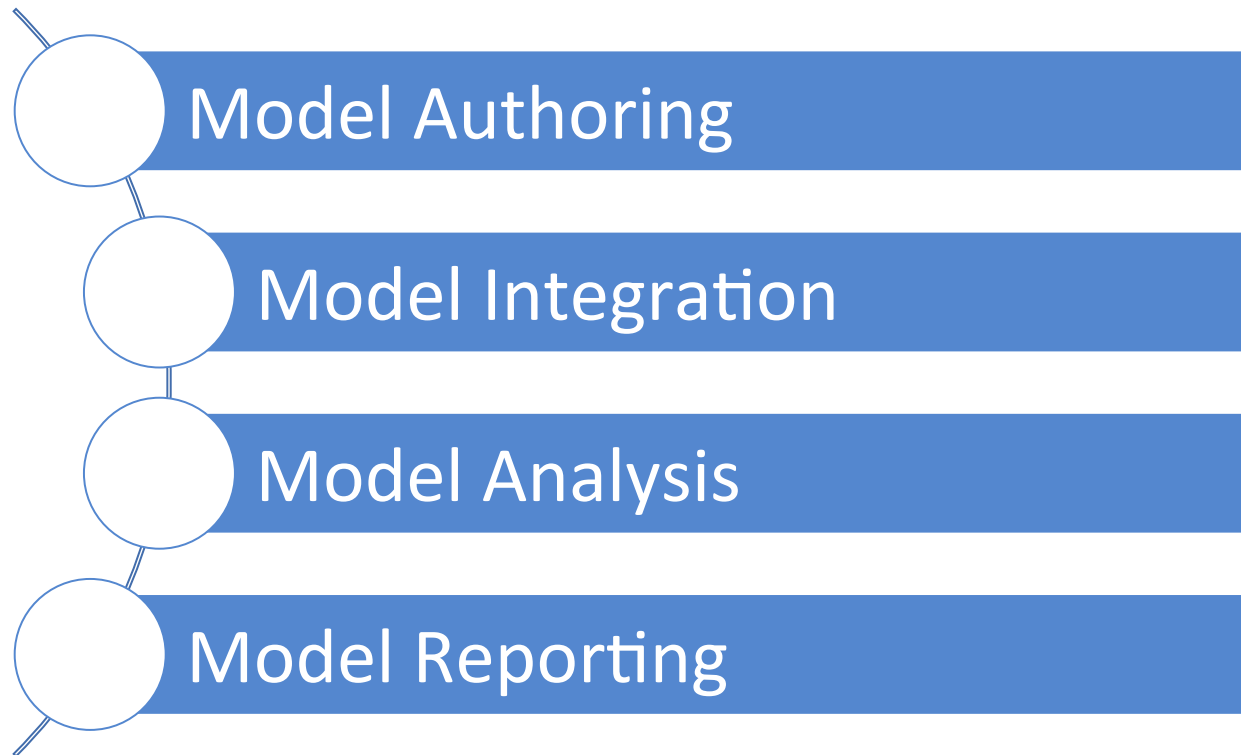 Model Authoring
Model Integration
Model Analysis
Model Reporting